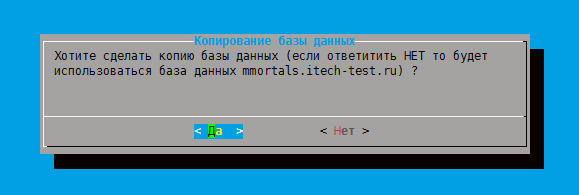 Копирование базы данных
Хотите сделать копию базы данных (если ответитить НЕТ то будет
использоваться база данных mmortals.itech-test.ru) ?
< Да > < Нет >